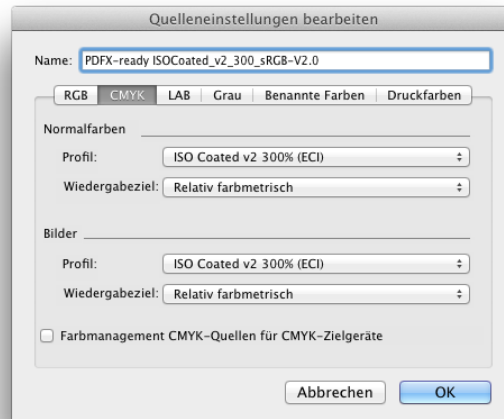 Quelleneinstellungen bearbeiten
Name: PDFX-ready ISOCoated_v2_300_sRGB-V2.0
RGB CMYK LAB Grau Benannte Farben Druckfarben
Normalfarben
Profil: ISO Coated v2 300% (ECI)
Wiedergabeziel: Relativ farbmetrisch
Bilder
Profil: ISO Coated v2 300% (ECI)
Wiedergabeziel: Relativ farbmetrisch
Farbmanagement CMYK-Quellen für CMYK-Zielgeräte
Abbrechen OK